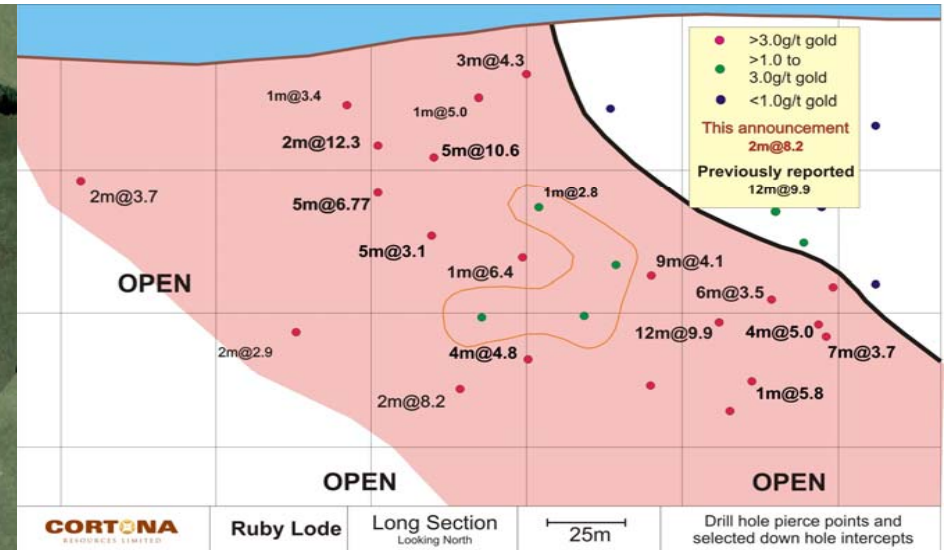 3m@4.3
1m@3.4
1m@5.0
2m@12.3
5m@10.6
2m@3.7
5m@6.77
1m@2.8
5m@3.1
1m@6.4
9m@4.1
OPEN
6m@3.5
12m@9.9
4m@5.0
2m@2.9
4m@4.8
7m@3.7
2m@8.2
1m@5.8
OPEN
OPEN
>3.0g/t gold
>1.0 to
3.0g/t gold
<1.0g/t gold
This announcement
2m@8.2
Previously reported
12m@9.9
CORTONA
RESOURCES LIMITED
Ruby Lode
Long Section
Looking North
25m
Drill hole pierce points and
selected down hole intercepts